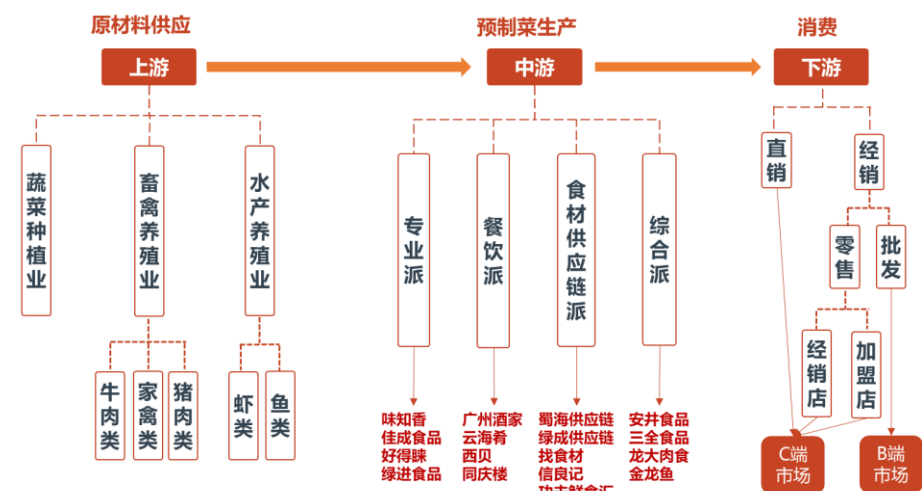 原材料供应
预制菜生产
消费
上游
中游
下游
蔬菜种植业
畜禽养殖业
水产养殖业
专业派
餐饮派
食材供应链派
综合派
直销
经销
零售
批发
经销店
加盟店
牛肉类
家禽类
猪肉类
虾类
鱼类
味知香
佳成食品
好得睐
绿进食品
广州酒家
云海肴
西贝
同庆楼
蜀海供应链
绿成供应链
找食材
信良记
安井食品
三全食品
龙大肉食
金龙鱼
C端
市场
B端
市场